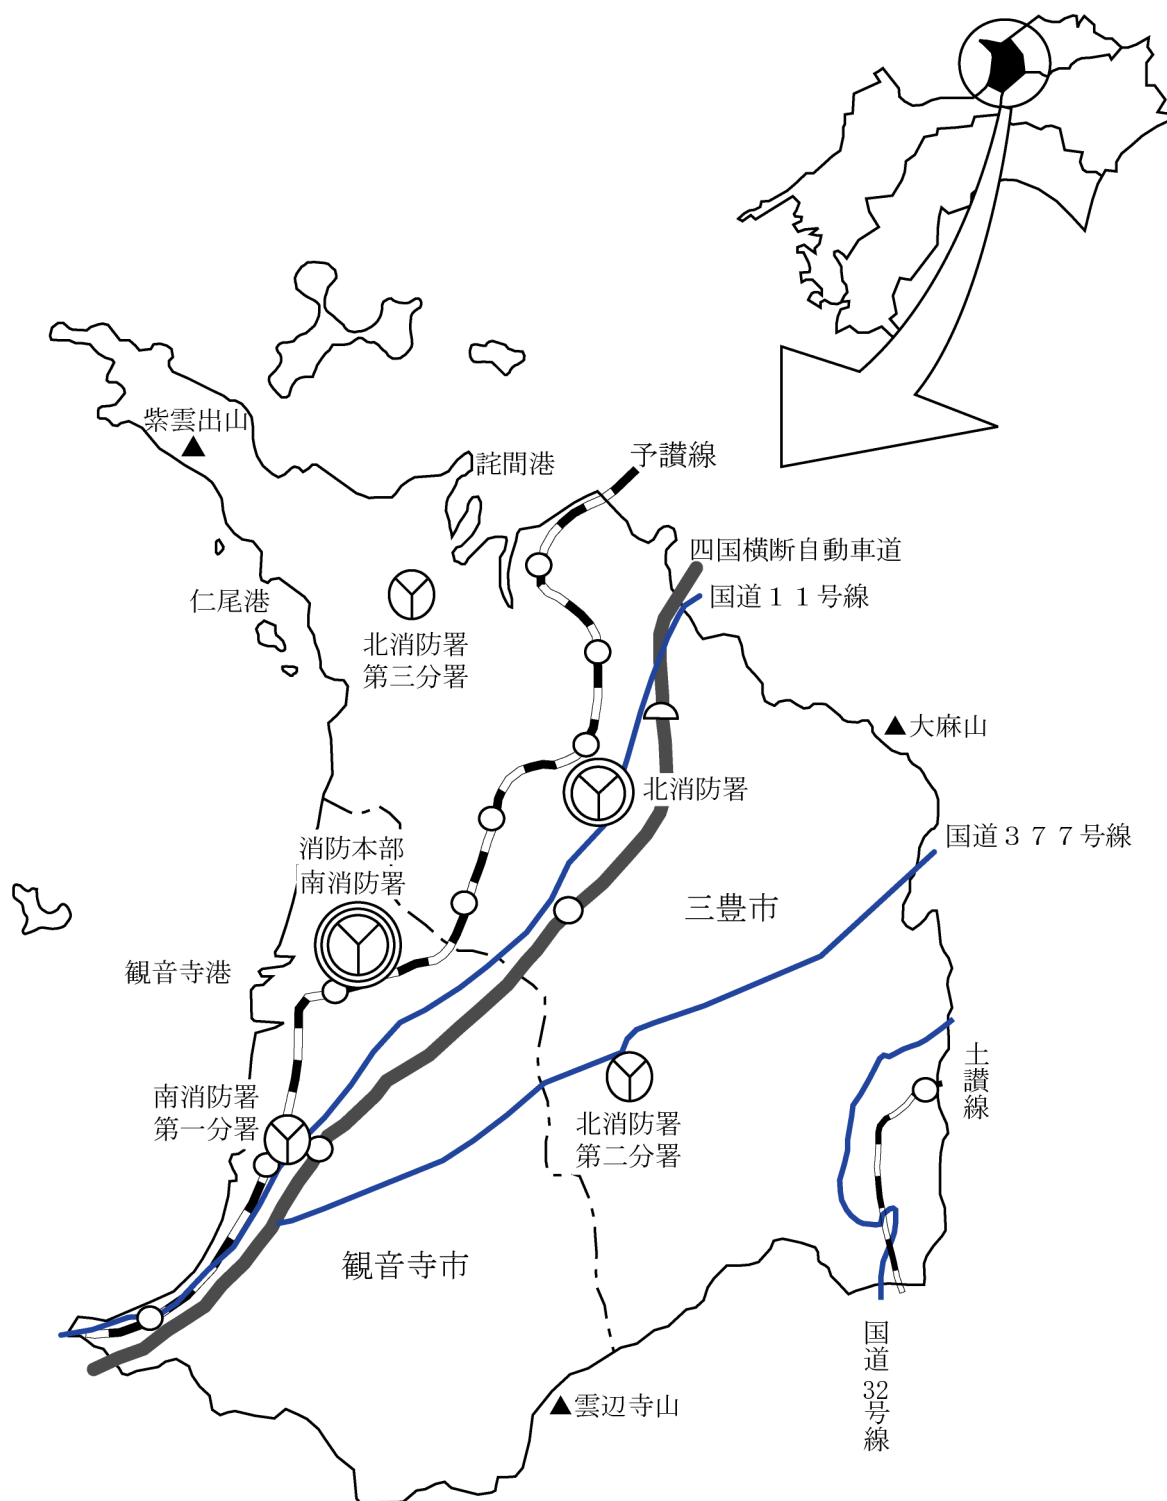 紫雲出山
詫間港
予讃線
四国横断自動車道
国道１１号線
仁尾港
北消防署
第三分署
大麻山
北消防署
国道３７７号線
消防本部
南消防署
三豊市
観音寺港
土讃線
南消防署
第一分署
北消防署
第二分署
観音寺市
国道32号線
雲辺寺山